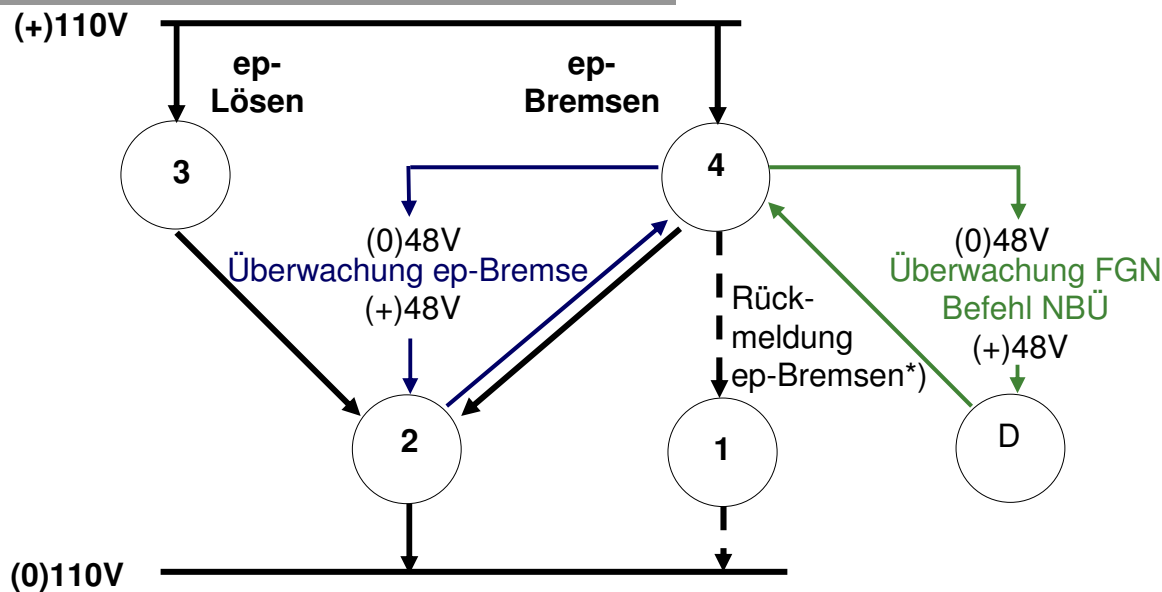 (+)110V
ep-
Lösen
ep-
Bremsen
3
4
(0)48V
Überwachung ep-Bremse
(+)48V
(0)48V
Überwachung FGN
Befehl NBÜ
(+)48V
Rück-
meldung
ep-Bremsen*)
2
1
D
(0)110V